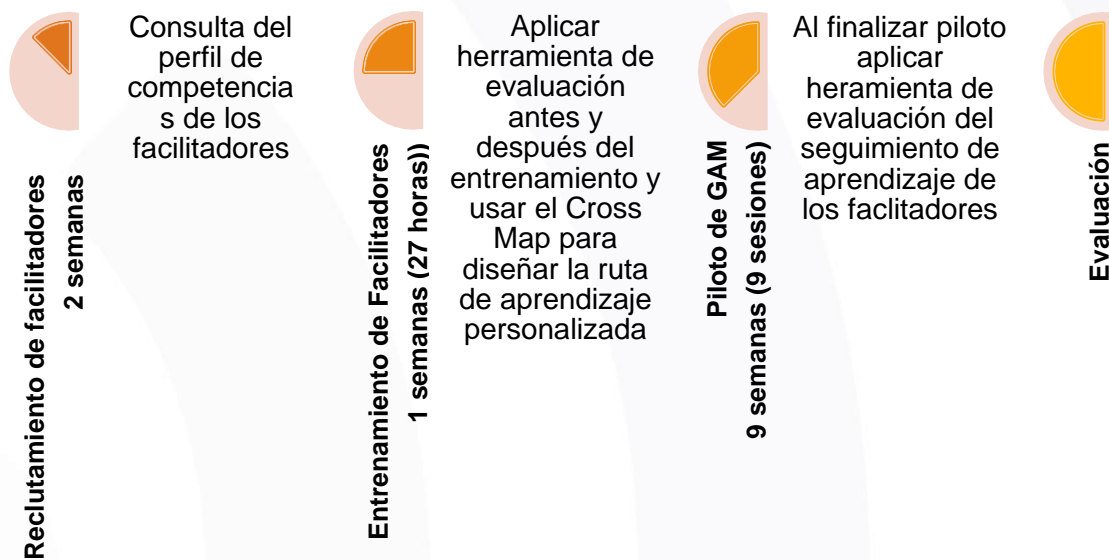 Reclutamiento de facilitadores
2 semanas
Consulta del
perfil de
competencia
s de los
facilitadores
Entrenamiento de Facilitadores
1 semanas (27 horas))
Aplicar
herramienta de
evaluación
antes y
después del
entrenamiento y
usar el Cross
Map para
diseñar la ruta
de aprendizaje
personalizada
Piloto de GAM
9 semanas (9 sesiones)
Al finalizar piloto
aplicar
heramienta de
evaluación del
seguimiento de
aprendizaje de
los faclitadores
Evaluación